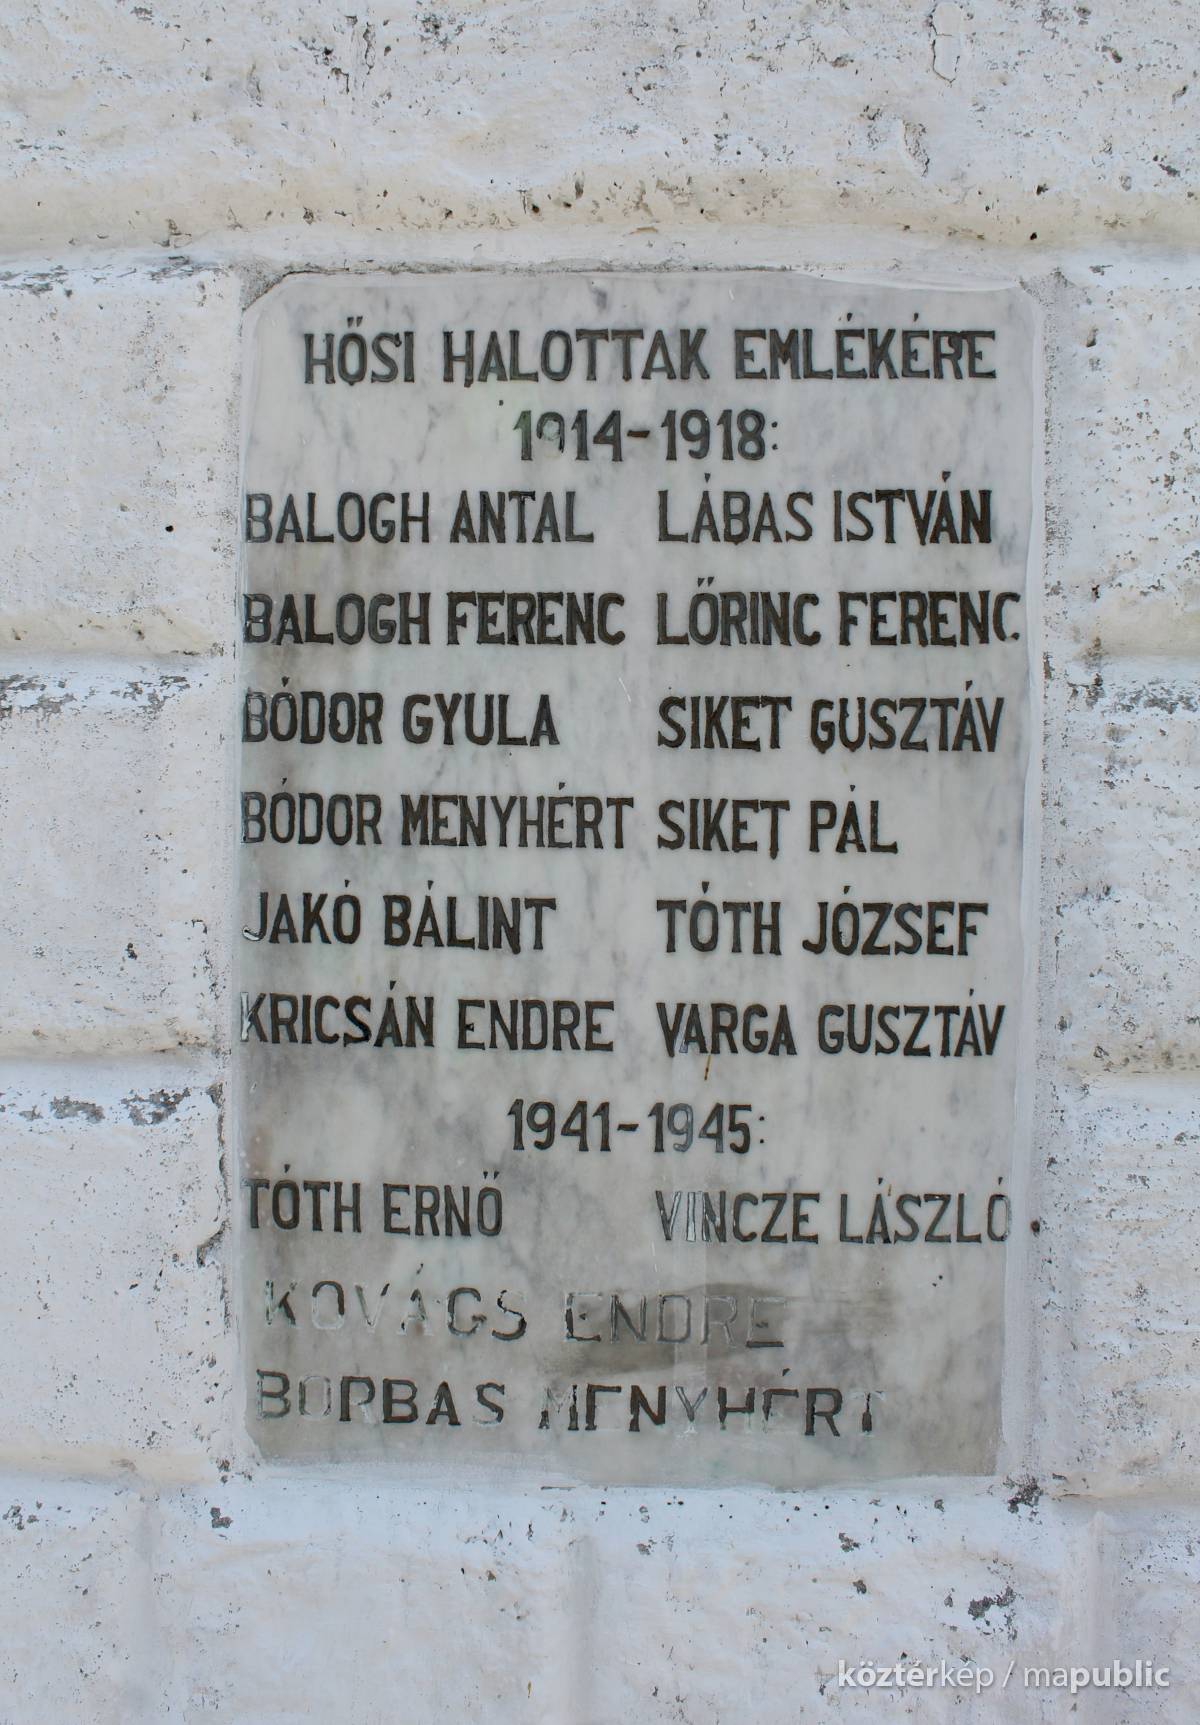 HŐSI HALOTTAK EMLÉKÉRE
1914-1918:
BALOGH ANTAL LÁBAS ISTVÁN
BALOGH FERENC LŐRINC FERENC
BÓDOR GYULA SIKET GUSZTÁV
BÓDOR MENYHÉRT SIKET PÁL
JAKÓ BÁLINT TÓTH JÓZSEF
KRICSÁN ENDRE VARGA GUSZTÁV
1941-1945:
TÓTH ERNŐ VINCZE LÁSZLÓ
KOVÁCS ENDRE
BORBAS MENYHÉRT
köztérkép / mapublic